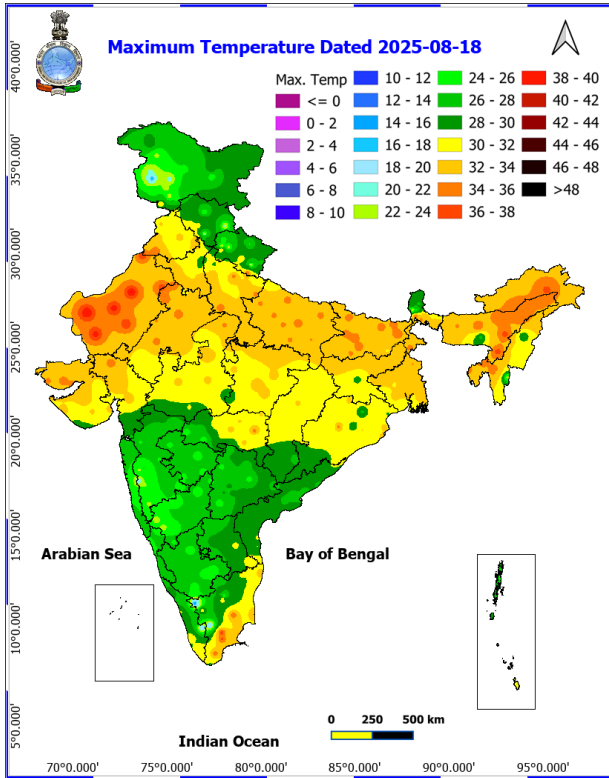 Maximum Temperature Dated 2025-08-18
Max. Temp
<= 0
0 - 2
2 - 4
4 - 6
6 - 8
8 - 10
10 - 12
12 - 14
14 - 16
16 - 18
18 - 20
20 - 22
22 - 24
24 - 26
26 - 28
28 - 30
30 - 32
32 - 34
34 - 36
36 - 38
38 - 40
40 - 42
42 - 44
44 - 46
46 - 48
>48
40°0.000'
35°0.000'
30°0.000'
25°0.000'
20°0.000'
15°0.000'
10°0.000'
5°0.000'
Arabian Sea
Bay of Bengal
Indian Ocean
0 250 500 km
70°0.000' 75°0.000' 80°0.000' 85°0.000' 90°0.000' 95°0.000'